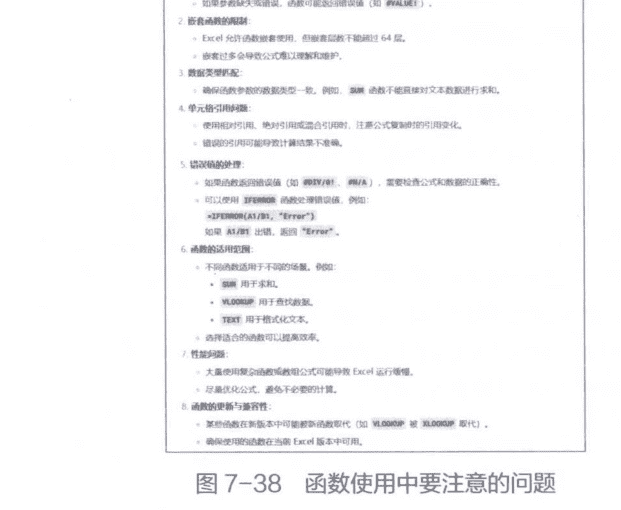 如果参数缺失或错误，函数可能返回错误值（如 #VALUE!）。
2. 嵌套函数的限制：
Excel 允许函数嵌套使用，但嵌套层数不能超过 64 层。
嵌套过多会导致公式难以理解和维护。
3. 数据类型匹配：
确保函数参数的数据类型一致。例如，SUM 函数不能直接对文本数据进行求和。
4. 单元格引用问题：
使用相对引用、绝对引用或混合引用时，注意公式复制时的引用变化。
错误的引用可能导致计算结果不准确。
5. 错误值的处理：
如果函数返回错误值（如 #DIV/0!、#N/A），需要检查公式和数据的正确性。
可以使用 IFERROR 函数处理错误值，例如：
=IFERROR(A1/B1, "Error")
如果 A1/B1 出错，返回 "Error"。
6. 函数的适用范围：
不同函数适用于不同的场景。例如：
SUM 用于求和。
VLOOKUP 用于查找数据。
TEXT 用于格式化文本。
选择适合的函数可以提高效率。
7. 性能问题：
大量使用复杂函数或数组公式可能导致 Excel 运行缓慢。
尽量优化公式，避免不必要的计算。
8. 函数的更新与兼容性：
某些函数在新版本中可能被新函数取代（如 VLOOKUP 被 XLOOKUP 取代）。
确保使用的函数在当前 Excel 版本中可用。
图 7-38 函数使用中要注意的问题